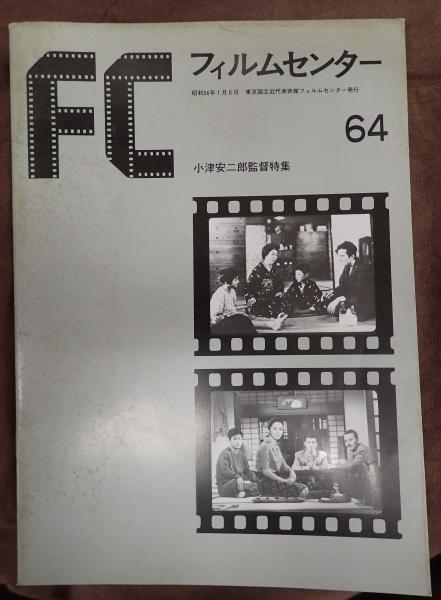 FC
フィルムセンター
昭和56年1月6日 東京国立近代美術館フィルムセンター発行
64
小津安二郎監督特集